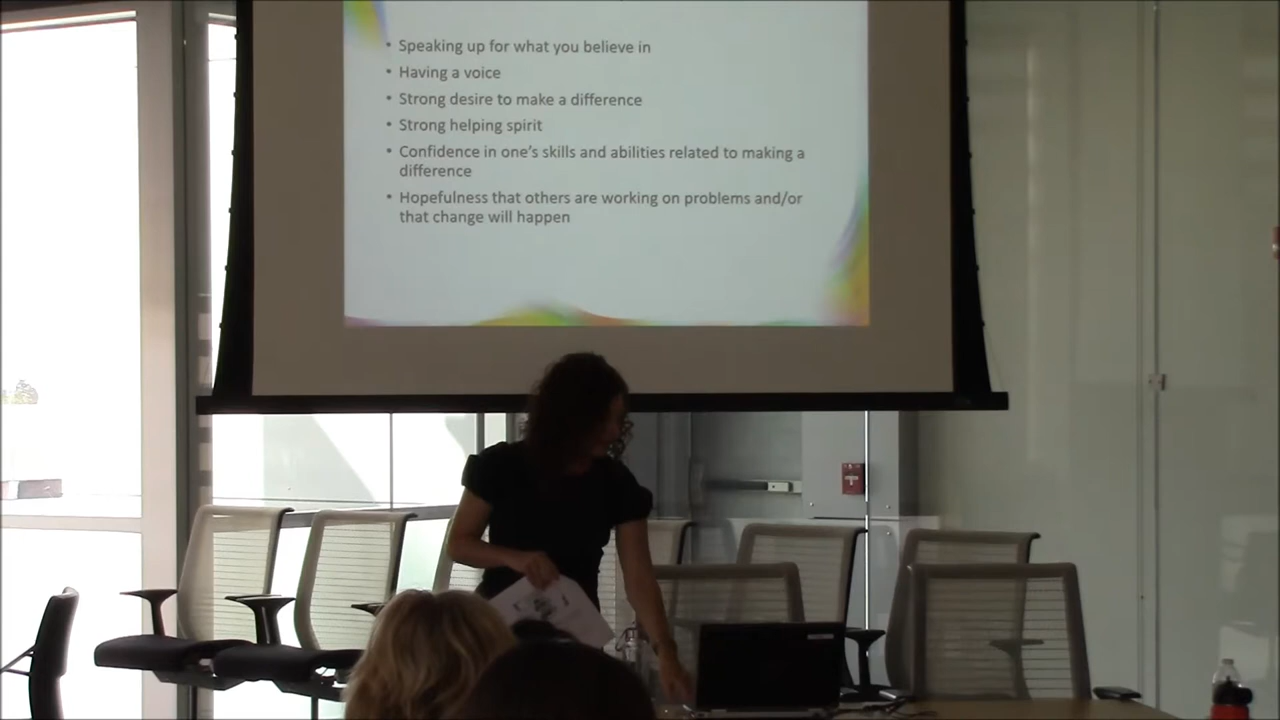 • Speaking up for what you believe in
• Having a voice
• Strong desire to make a difference
• Strong helping spirit
• Confidence in one's skills and abilities related to making a
difference
• Hopefulness that others are working on problems and/or
that change will happen